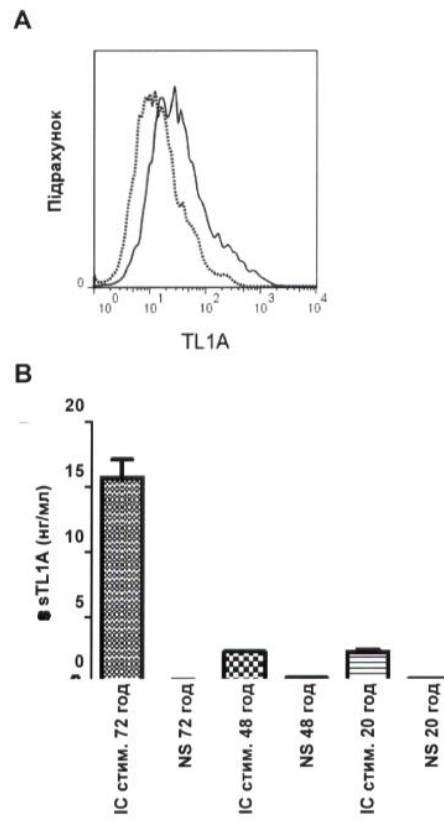 A
Підрахунок
0
10⁰ 10¹ 10² 10³ 10⁴
TL1A
B
sTL1A (нг/мл)
20
15
10
5
0
IC стим. 72 год
NS 72 год
IC стим. 48 год
NS 48 год
IC стим. 20 год
NS 20 год